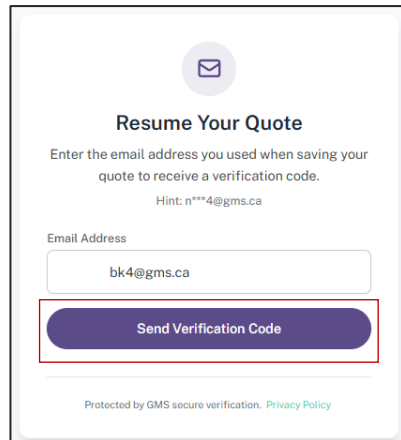 Resume Your Quote
Enter the email address you used when saving your
quote to receive a verification code.
Hint: n***4@gms.ca
Email Address
bk4@gms.ca
Send Verification Code
Protected by GMS secure verification. Privacy Policy